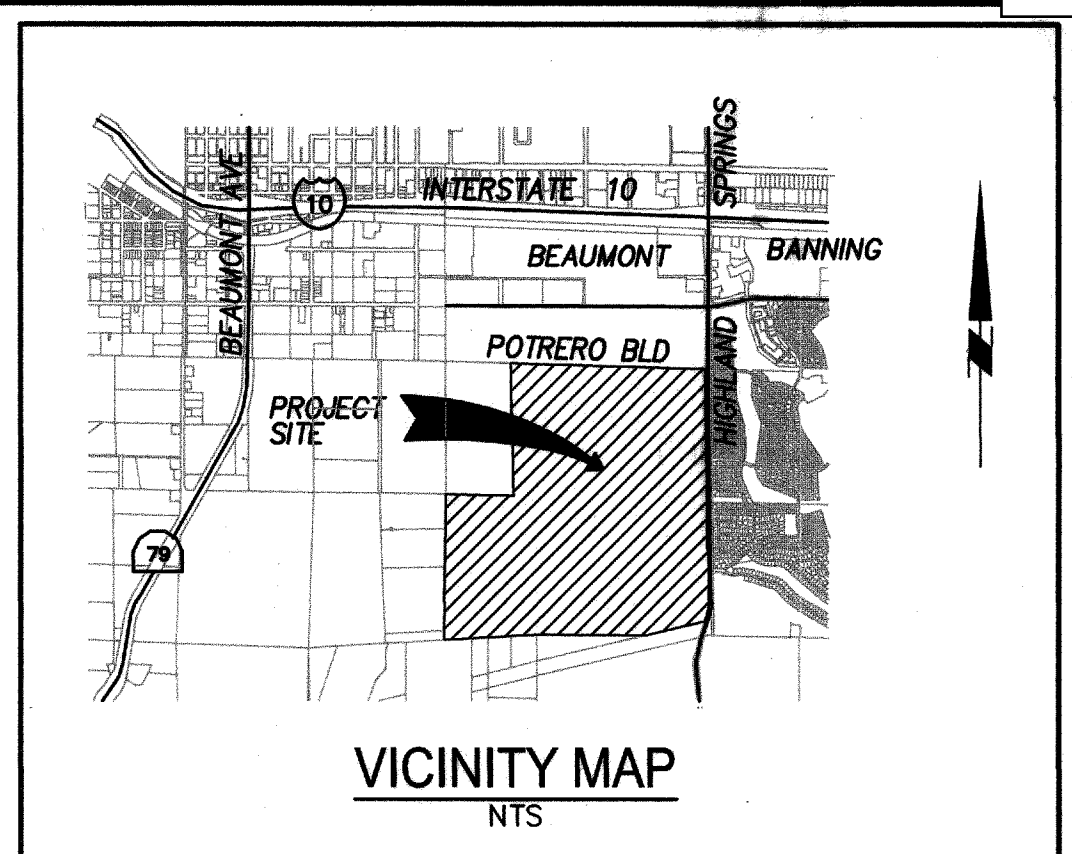 SPRINGS
BEAUMONT AVE
INTERSTATE 10
10
BEAUMONT
BANNING
HIGHLAND
POTRERO BLD
PROJECT
SITE
79
VICINITY MAP
NTS